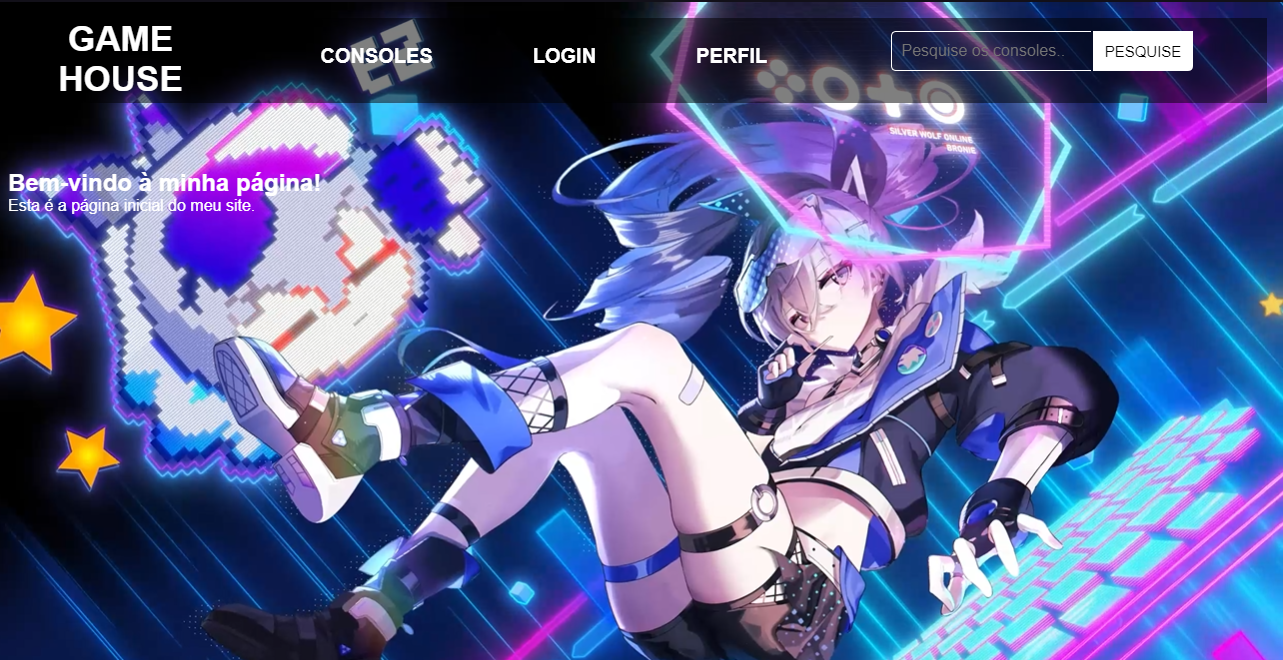 GAME
HOUSE
CONSOLES
LOGIN
PERFIL
Pesquise os consoles..
PESQUISE
SILVER WOLF ONLINE
BRONIE
Bem-vindo à minha página!
Esta é a página inicial do meu site.